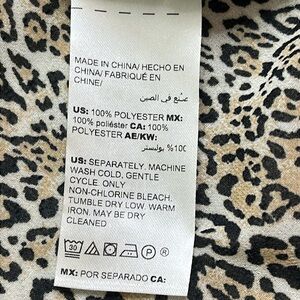 MADE IN CHINA/ HECHO EN
CHINA/ FABRIQUÉ EN
CHINE/
صنع في الصين
US: 100% POLYESTER MX:
100% poliéster CA: 100%
POLYESTER AE/KW:
100% بوليستر
US: SEPARATELY, MACHINE
WASH COLD, GENTLE
CYCLE. ONLY
NON-CHLORINE BLEACH.
TUMBLE DRY LOW. WARM
IRON. MAY BE DRY
CLEANED
MX: POR SEPARADO CA: